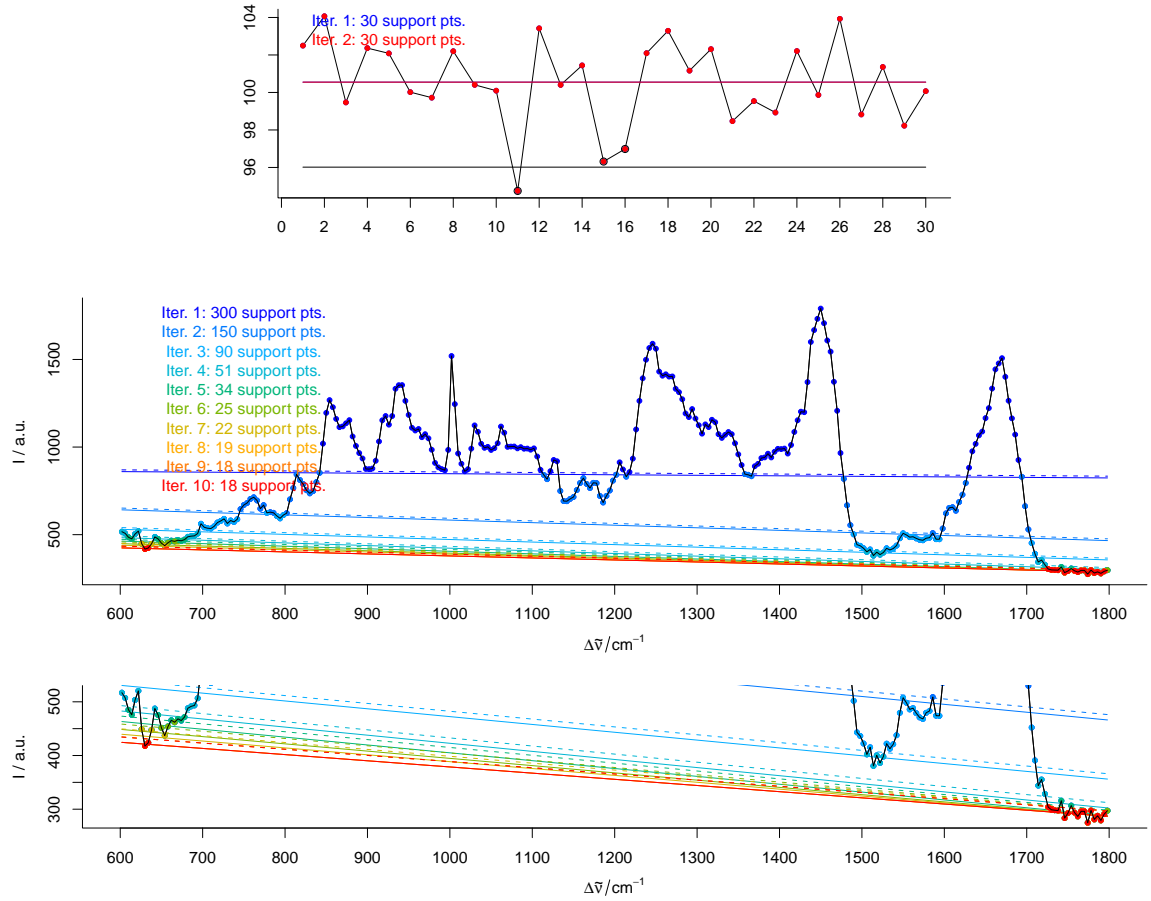 104
100
98
96
Iter. 1: 30 support pts.
Iter. 2: 30 support pts.
0 2 4 6 8 10 12 14 16 18 20 22 24 26 28 30
I / a.u.
1500
1000
500
Iter. 1: 300 support pts.
Iter. 2: 150 support pts.
Iter. 3: 90 support pts.
Iter. 4: 51 support pts.
Iter. 5: 34 support pts.
Iter. 6: 25 support pts.
Iter. 7: 22 support pts.
Iter. 8: 19 support pts.
Iter. 9: 18 support pts.
Iter. 10: 18 support pts.
600 700 800 900 1000 1100 1200 1300 1400 1500 1600 1700 1800
Δν̃/cm⁻¹
I / a.u.
500
400
300
600 700 800 900 1000 1100 1200 1300 1400 1500 1600 1700 1800
Δν̃/cm⁻¹